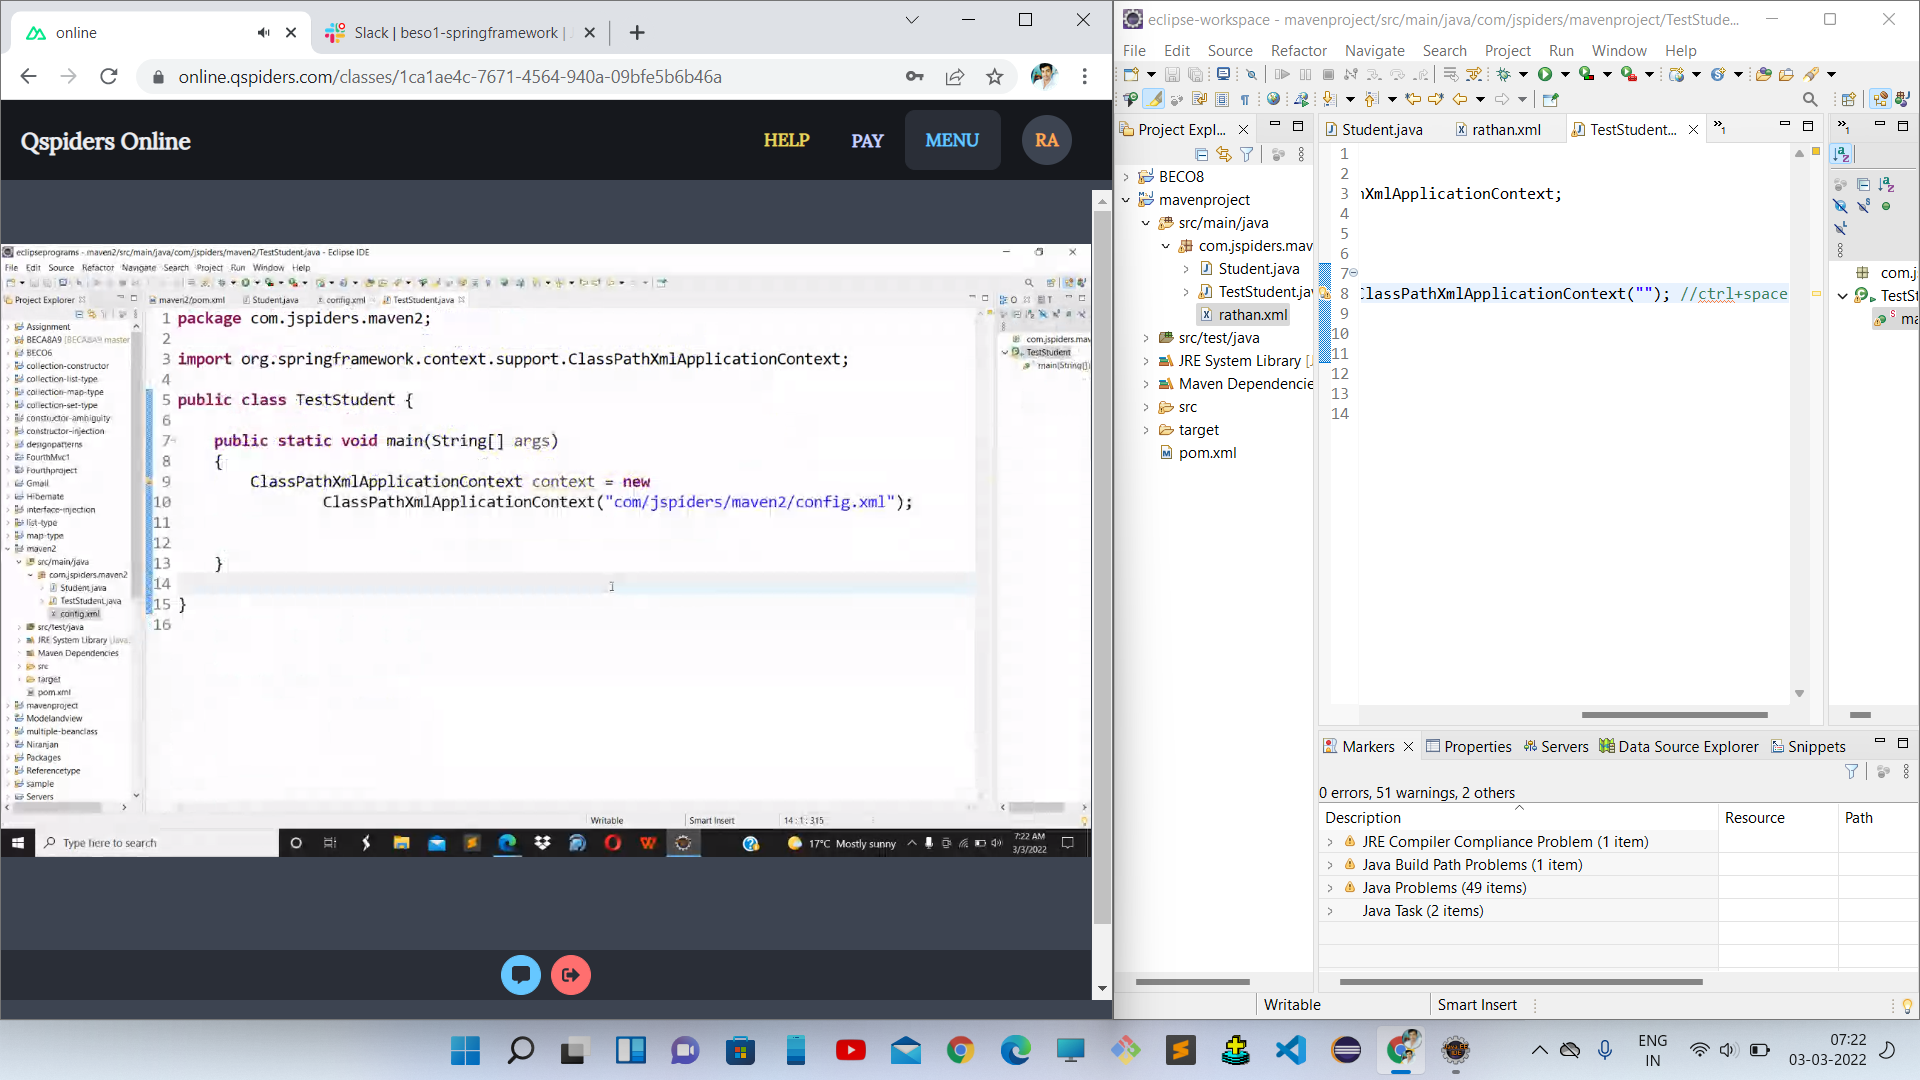 online
Slack | beso1-springframework |
online.qspiders.com/classes/1ca1ae4c-7671-4564-940a-09bfe5b6b46a
Qspiders Online
HELP
PAY
MENU
RA
eclipseprograms - maven2/src/main/java/com/jspiders/maven2/TestStudent.java - Eclipse IDE
File Edit Source Refactor Navigate Search Project Run Window Help
Project Explorer
maven2/pom.xml
Student.java
config.xml
TestStudent.java
Assignment
BECA8A9 [BECA8A9 master
BECO6
collection-constructor
collection-list-type
collection-map-type
collection-set-type
constructor-ambiguity
constructor-injection
designpatterns
FourthMvc1
Fourthproject
Gmail
Hibernate
interface-injection
list-type
map-type
maven2
src/main/java
com.jspiders.maven2
Student.java
TestStudent.java
config.xml
src/test/java
JRE System Library [Java
Maven Dependencies
src
target
pom.xml
mavenproject
Modelandview
multiple-beanclass
Niranjan
Packages
Referencetype
sample
Servers
1 package com.jspiders.maven2;
2
3 import org.springframework.context.support.ClassPathXmlApplicationContext;
4
5 public class TestStudent {
6
7 public static void main(String[] args)
8 {
9 ClassPathXmlApplicationContext context = new
10 ClassPathXmlApplicationContext("com/jspiders/maven2/config.xml");
11
12
13 }
14
15 }
16
com.jspiders.mav
TestStudent
main(String[])
Writable
Smart Insert
14 : 1 : 315
Type here to search
17°C Mostly sunny
7:22 AM
3/3/2022
eclipse-workspace - mavenproject/src/main/java/com/jspiders/mavenproject/TestStude...
File Edit Source Refactor Navigate Search Project Run Window Help
Project Expl...
BECO8
mavenproject
src/main/java
com.jspiders.mav
Student.java
TestStudent.jav
rathan.xml
src/test/java
JRE System Library [J
Maven Dependencie
src
target
pom.xml
Student.java
rathan.xml
TestStudent...
1
2
3 XmlApplicationContext;
4
5
6
7
8 ClassPathXmlApplicationContext(""); //ctrl+space
9
10
11
12
13
14
com.j
TestSt
ma
Markers
Properties
Servers
Data Source Explorer
Snippets
0 errors, 51 warnings, 2 others
Description
Resource
Path
JRE Compiler Compliance Problem (1 item)
Java Build Path Problems (1 item)
Java Problems (49 items)
Java Task (2 items)
Writable
Smart Insert
ENG
IN
07:22
03-03-2022